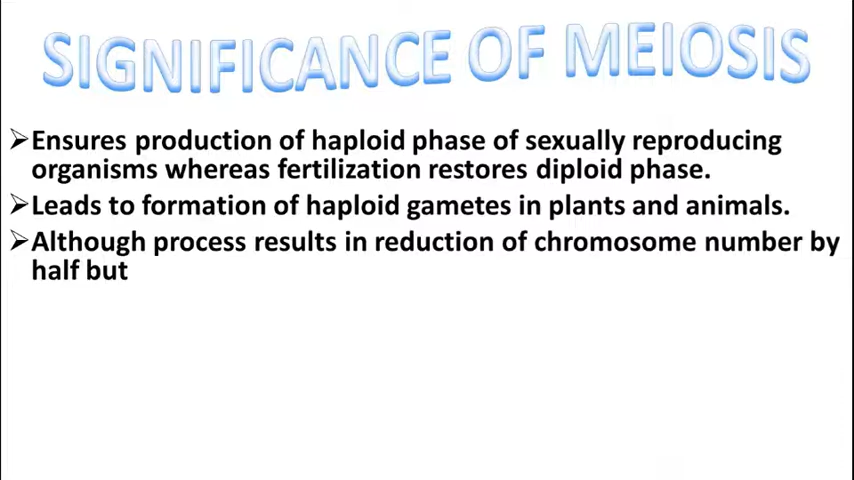 SIGNIFICANCE OF MEIOSIS
Ensures production of haploid phase of sexually reproducing
organisms whereas fertilization restores diploid phase.
Leads to formation of haploid gametes in plants and animals.
Although process results in reduction of chromosome number by
half but